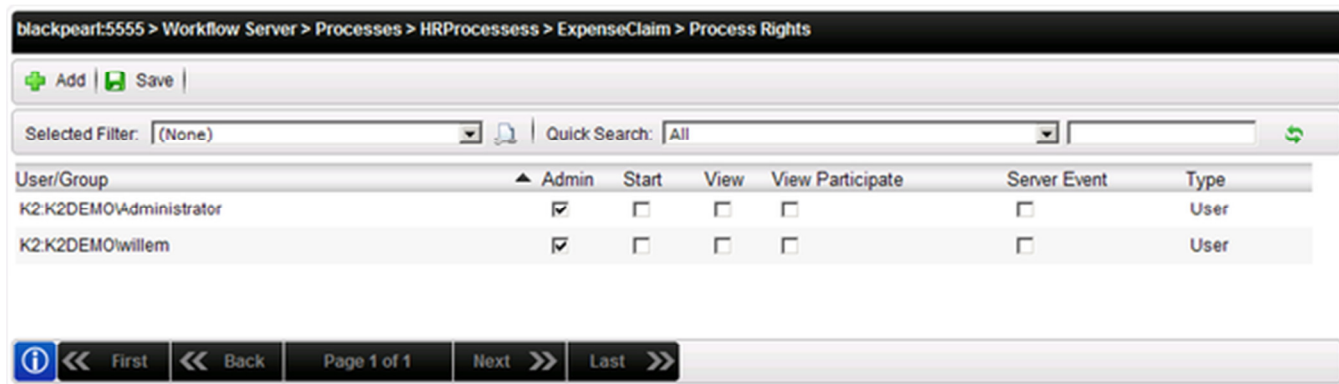 blackpearl:5555 > Workflow Server > Processes > HRProcessess > ExpenseClaim > Process Rights
Add | Save |
Selected Filter: (None) Quick Search: All
User/Group Admin Start View View Participate Server Event Type
K2:K2DEMO\Administrator User
K2:K2DEMO\willem User
First Back Page 1 of 1 Next Last